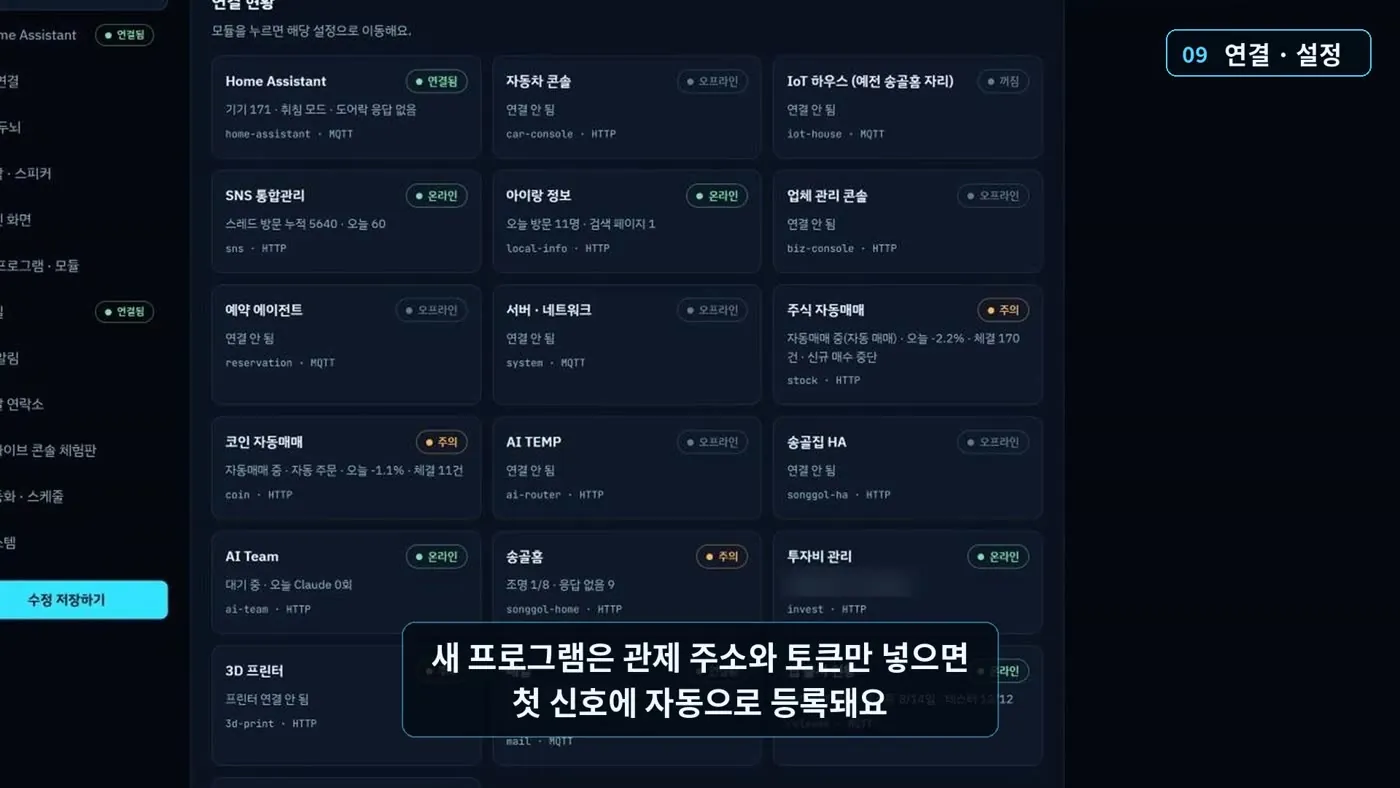 연결 현황
모듈을 누르면 해당 설정으로 이동해요.
09 연결 · 설정
me Assistant
연결됨
연결
두뇌
· 스피커
화면
프로그램 · 모듈
연결됨
알림
연락소
이브 콘솔 체험판
화 · 스케줄
스템
수정 저장하기
Home Assistant
연결됨
기기 171 · 취침 모드 · 도어락 응답 없음
home-assistant · MQTT
자동차 콘솔
오프라인
연결 안 됨
car-console · HTTP
IoT 하우스 (예전 송골홈 자리)
꺼짐
연결 안 됨
iot-house · MQTT
SNS 통합관리
온라인
스레드 방문 누적 5640 · 오늘 60
sns · HTTP
아이랑 정보
온라인
오늘 방문 11명 · 검색 페이지 1
local-info · HTTP
업체 관리 콘솔
오프라인
연결 안 됨
biz-console · HTTP
예약 에이전트
오프라인
연결 안 됨
reservation · MQTT
서버 · 네트워크
오프라인
연결 안 됨
system · MQTT
주식 자동매매
주의
자동매매 중(자동 매매) · 오늘 -2.2% · 체결 170
건 · 신규 매수 중단
stock · HTTP
코인 자동매매
주의
자동매매 중 · 자동 주문 · 오늘 -1.1% · 체결 11건
coin · HTTP
AI TEMP
오프라인
연결 안 됨
ai-router · HTTP
송골집 HA
오프라인
연결 안 됨
songgol-ha · HTTP
AI Team
온라인
대기 중 · 오늘 Claude 0회
ai-team · HTTP
송골홈
주의
조명 1/8 · 응답 없음 9
songgol-home · HTTP
투자비 관리
온라인
invest · HTTP
3D 프린터
프린터 연결 안 됨
3d-print · HTTP
mail · MQTT
라인
8/14일
12
새 프로그램은 관제 주소와 토큰만 넣으면
첫 신호에 자동으로 등록돼요